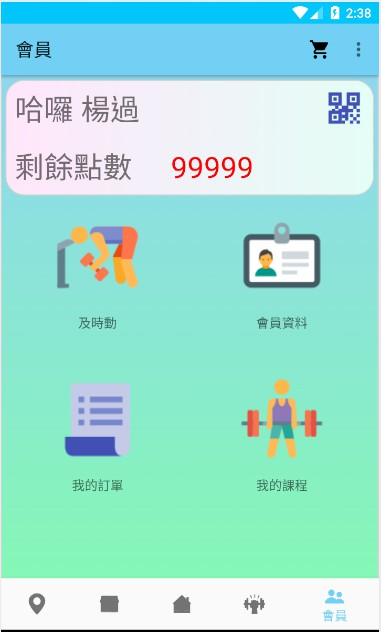 2:38
會員
哈囉 楊過
剩餘點數 99999
及時動
會員資料
我的訂單
我的課程
會員